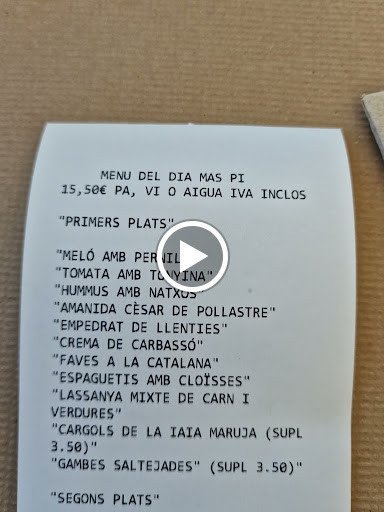 MENU DEL DIA MAS PI
15,50€ PA, VI O AIGUA IVA INCLOS
"PRIMERS PLATS"
"MELÓ AMB PERNIL"
"TOMATA AMB TONYINA"
"HUMMUS AMB NATXOS"
"AMANIDA CÈSAR DE POLLASTRE"
"EMPEDRAT DE LLENTIES"
"CREMA DE CARBASSÓ"
"FAVES A LA CATALANA"
"ESPAGUETIS AMB CLOÏSSES"
"LASSANYA MIXTE DE CARN I
VERDURES"
"CARGOLS DE LA IAIA MARUJA (SUPL
3.50)"
"GAMBES SALTEJADES" (SUPL 3.50)"
"SEGONS PLATS"